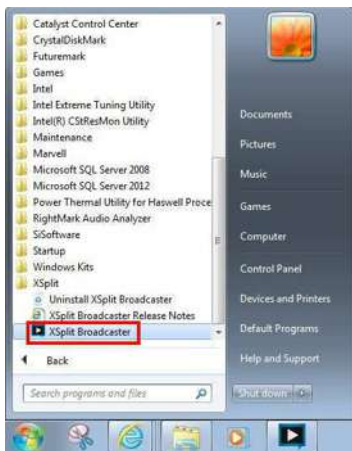 Catalyst Control Center
CrystalDiskMark
Futuremark
Games
Intel
Intel Extreme Tuning Utility
Intel(R) CStResMon Utility
Maintenance
Marvell
Microsoft SQL Server 2008
Microsoft SQL Server 2012
Power Thermal Utility for Haswell Proce
RightMark Audio Analyzer
SiSoftware
Startup
Windows Kits
XSplit
Uninstall XSplit Broadcaster
XSplit Broadcaster Release Notes
XSplit Broadcaster
Back
Search programs and files
Documents
Pictures
Music
Games
Computer
Control Panel
Devices and Printers
Default Programs
Help and Support
Shut down